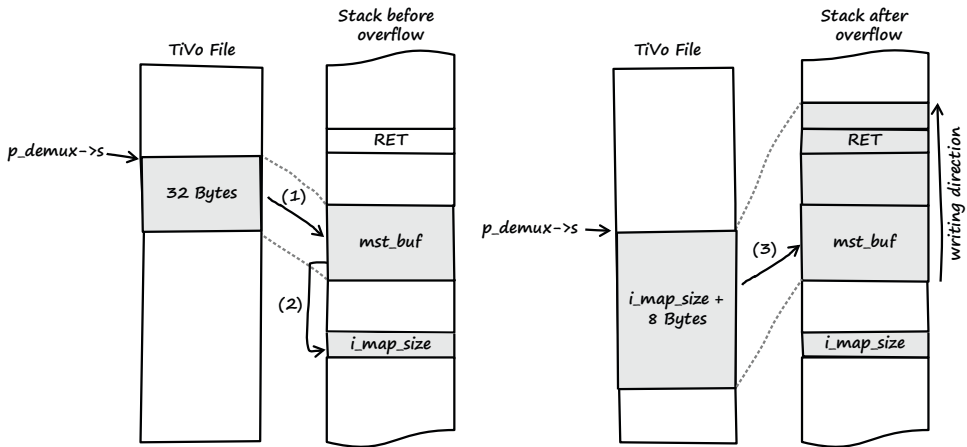 Stack before
overflow
TiVo File
p_demux->s
32 Bytes
(1)
RET
mst_buf
(2)
i_map_size
Stack after
overflow
TiVo File
p_demux->s
i_map_size +
8 Bytes
(3)
RET
mst_buf
i_map_size
writing direction